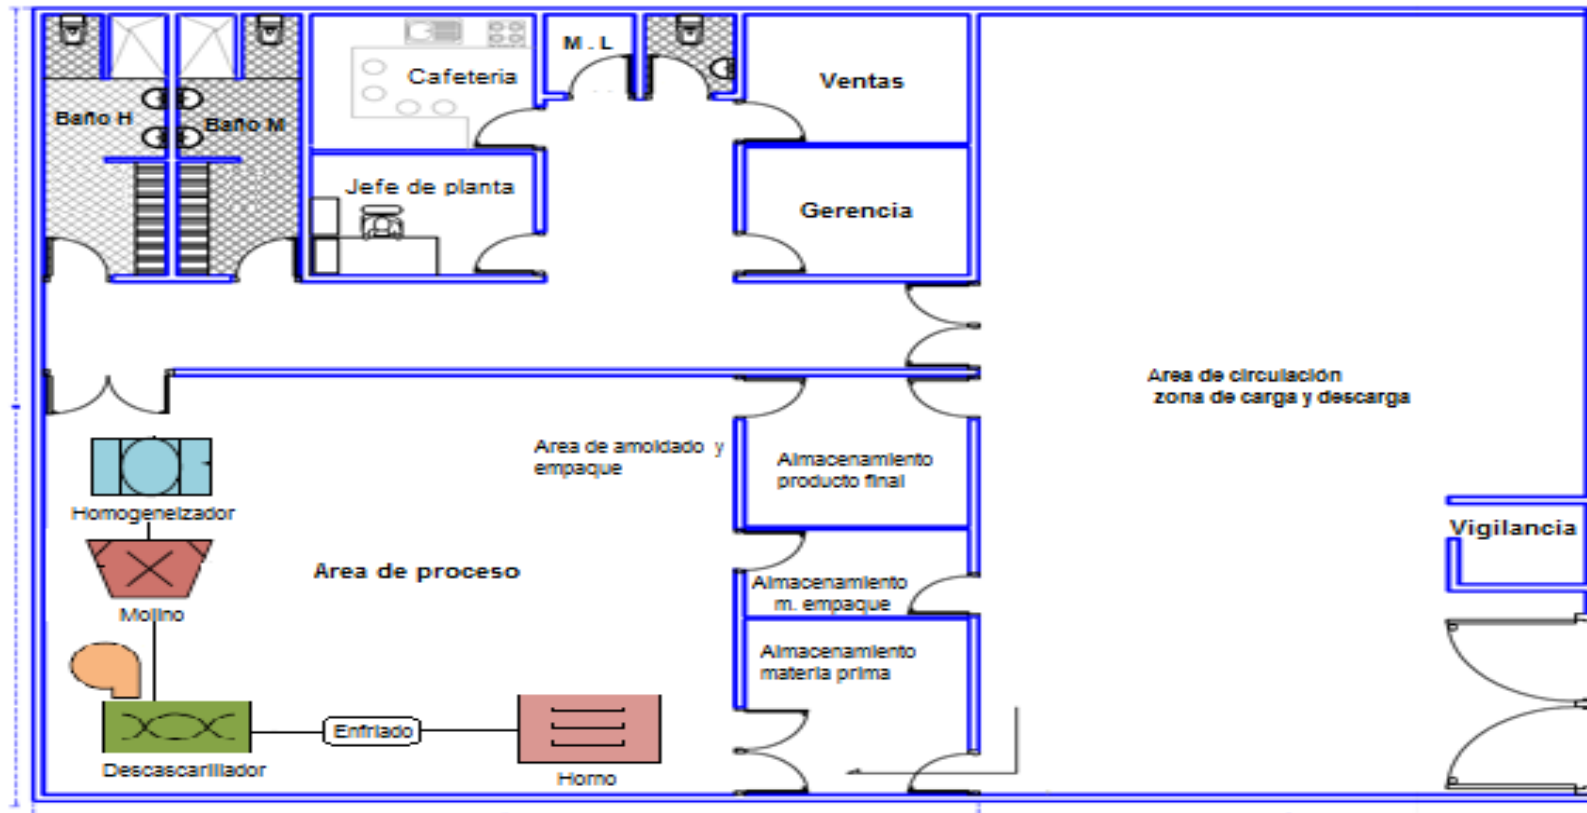 M . L
Cafeteria
Ventas
Baño H
Baño M
Jefe de planta
Gerencia
Area de circulación
zona de carga y descarga
Area de amoldado y
empaque
Almacenamiento
producto final
Homogeneizador
Vigilancia
Area de proceso
Almacenamiento
m. empaque
Molino
Almacenamiento
materia prima
Enfriado
Descascarillador
Horno